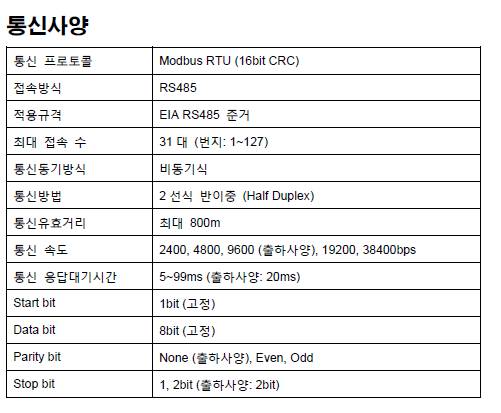 통신사양
통신 프로토콜 Modbus RTU (16bit CRC)
접속방식 RS485
적용규격 EIA RS485 준거
최대 접속 수 31 대 (번지: 1~127)
통신동기방식 비동기식
통신방법 2 선식 반이중 (Half Duplex)
통신유효거리 최대 800m
통신 속도 2400, 4800, 9600 (출하사양), 19200, 38400bps
통신 응답대기시간 5~99ms (출하사양: 20ms)
Start bit 1bit (고정)
Data bit 8bit (고정)
Parity bit None (출하사양), Even, Odd
Stop bit 1, 2bit (출하사양: 2bit)